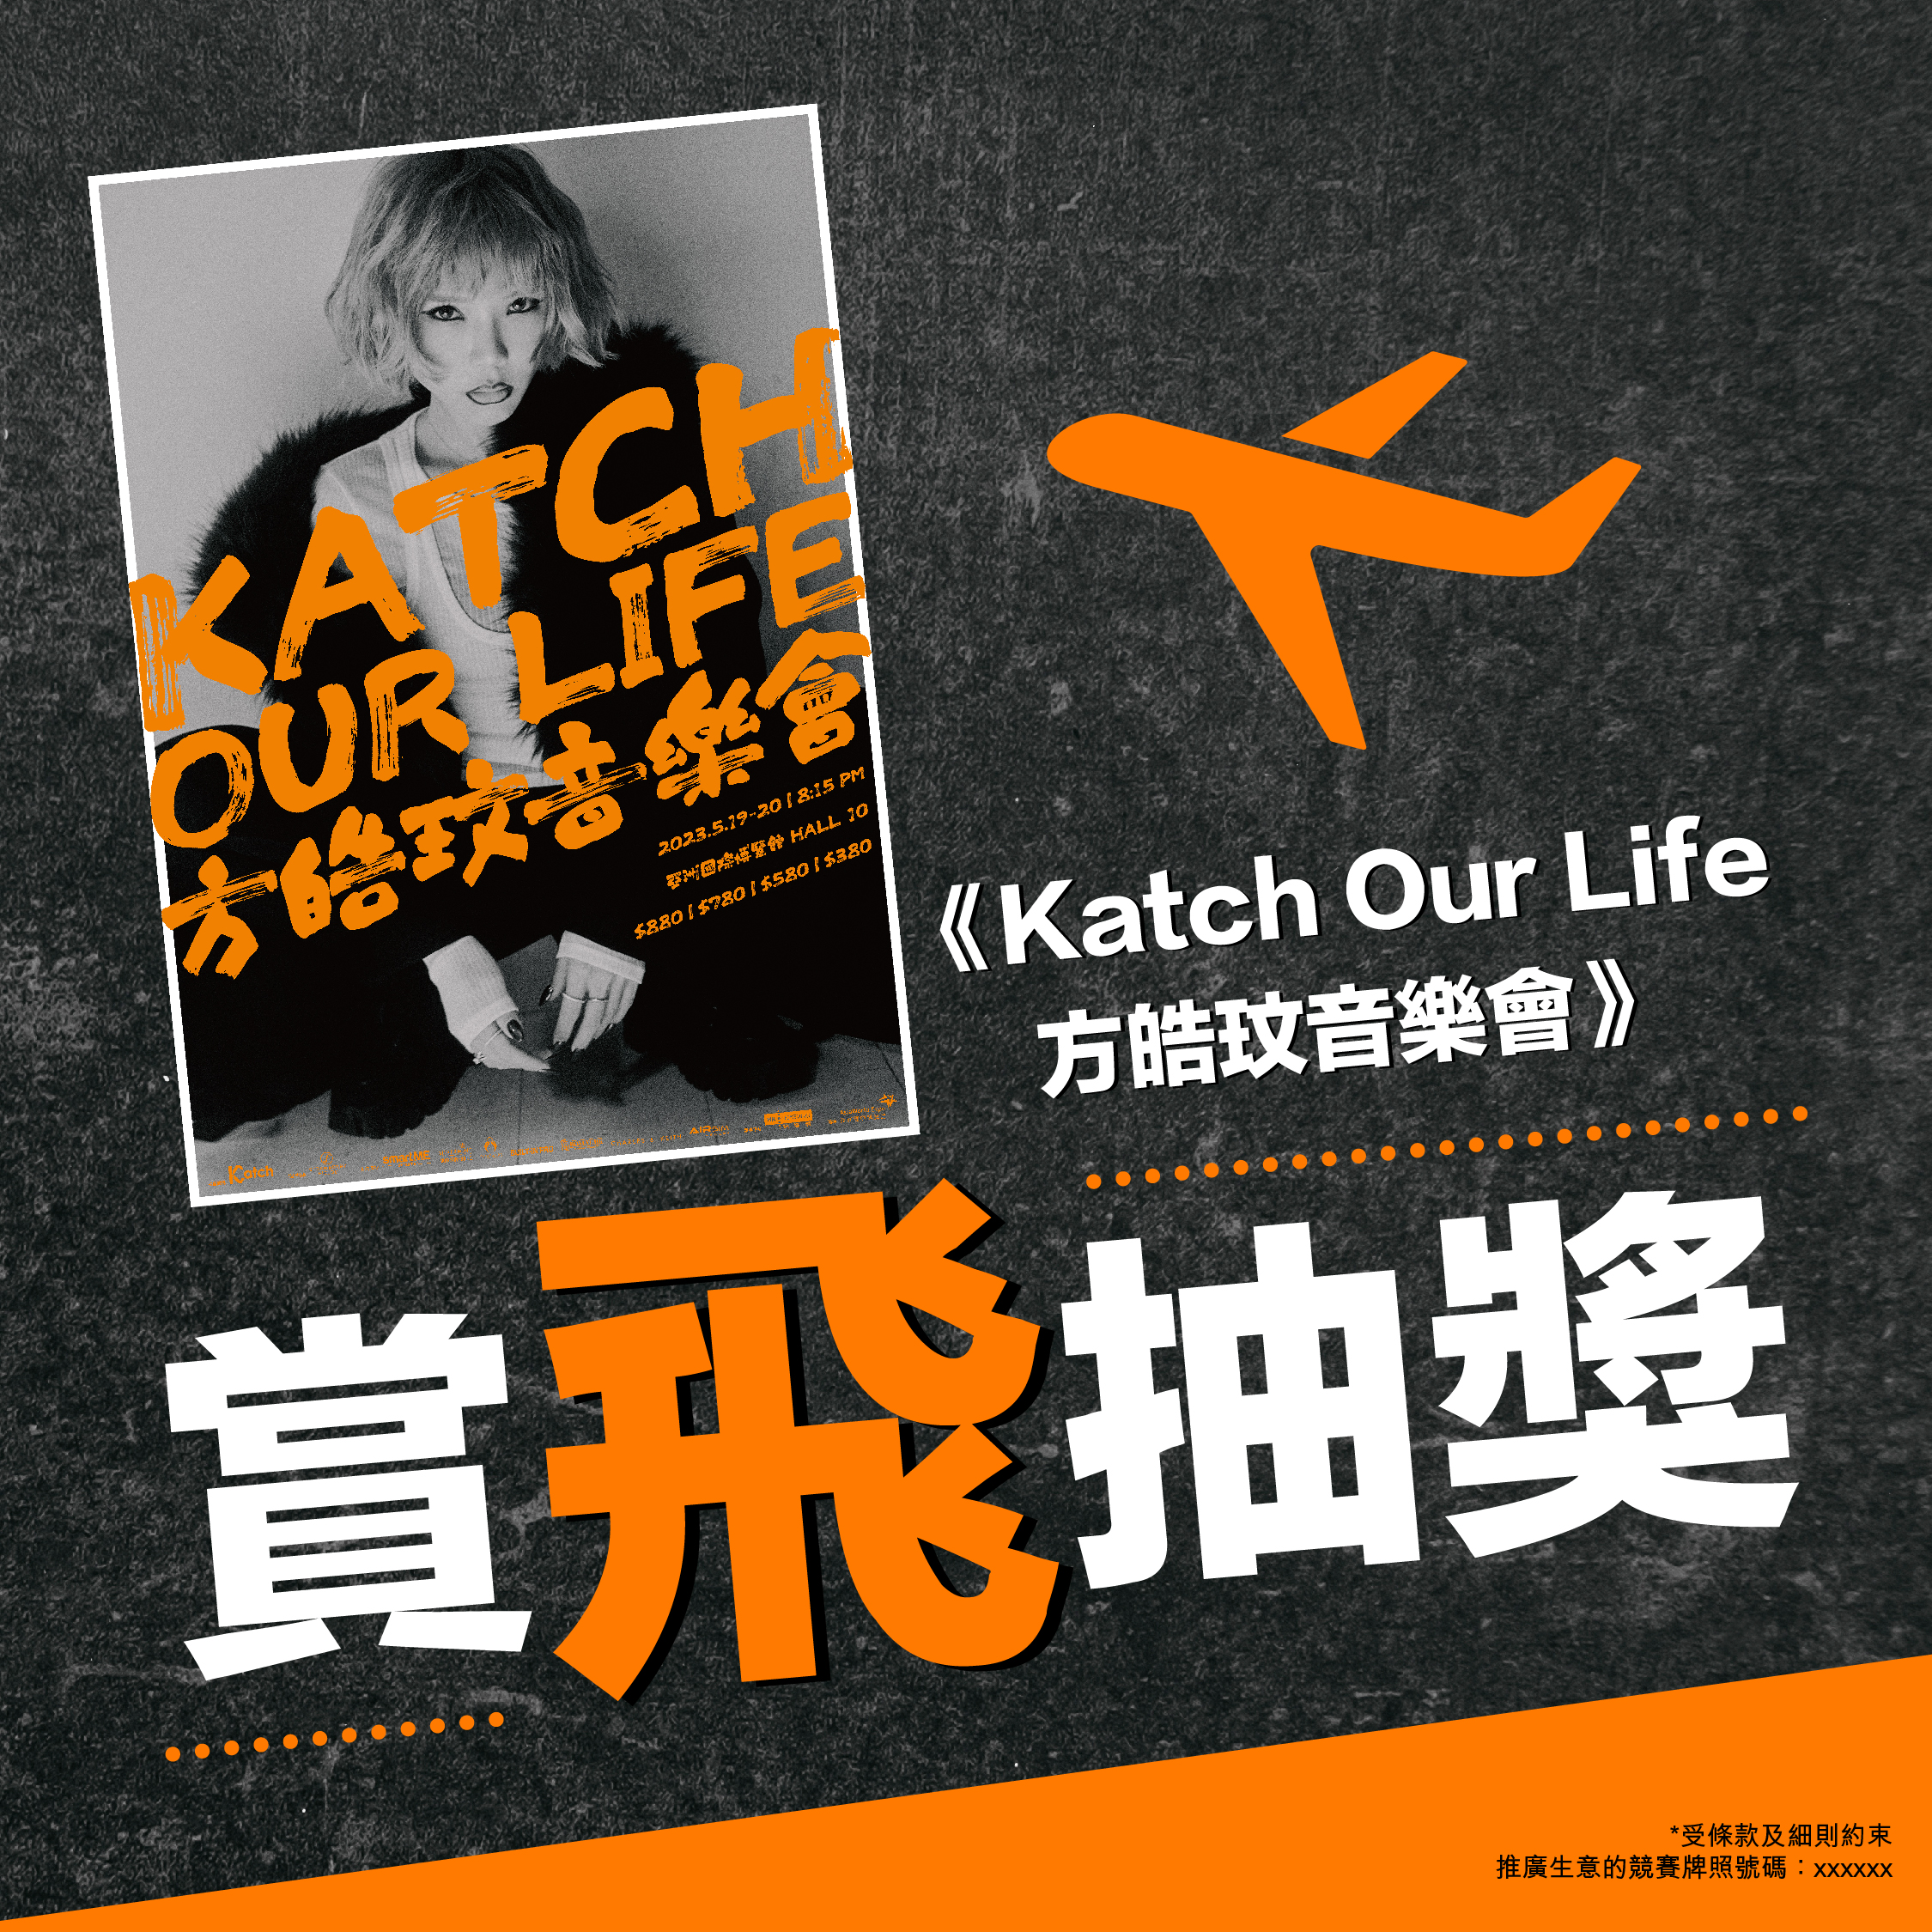 KATCH
OUR LIFE
方皓玟音樂會
2023.5.19-20 | 8:15 PM
亞洲國際博覽館 HALL 10
$880 | $780 | $580 | $380
Katch
smartME
AIR
《Katch Our Life
方皓玟音樂會》
賞飛抽獎
*受條款及細則約束
推廣生意的競賽牌照號碼：xxxxxx